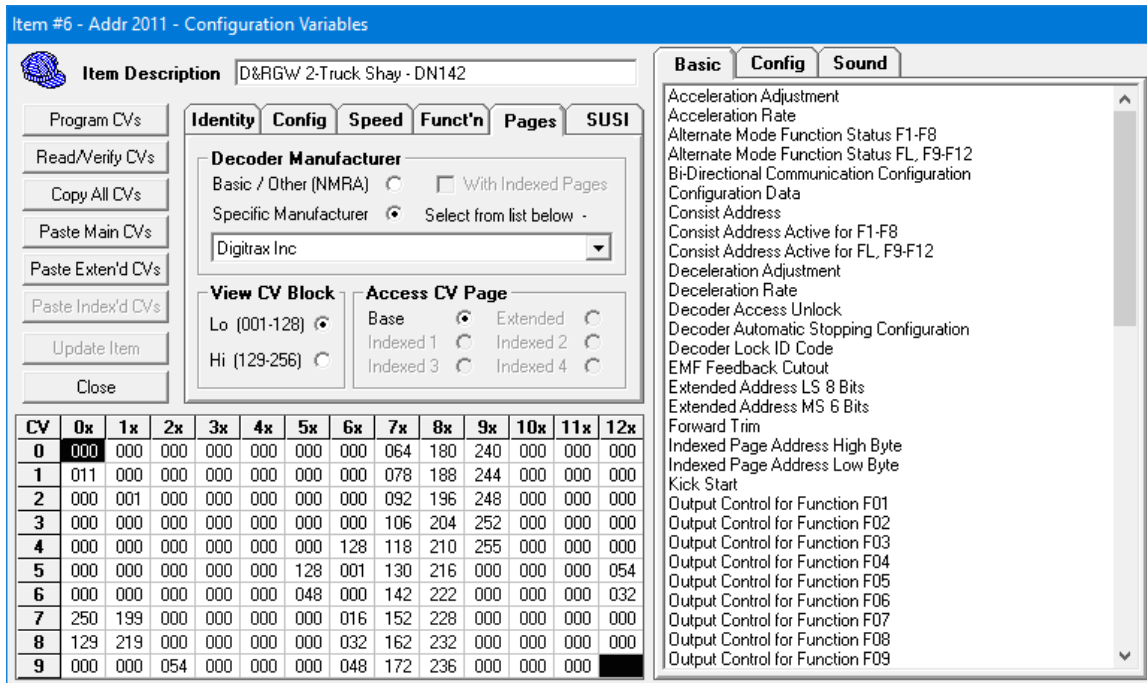 Item #6 - Addr 2011 - Configuration Variables
Item Description D&RGW 2-Truck Shay - DN142
Program CVs
Read/Verify CVs
Copy All CVs
Paste Main CVs
Paste Exten'd CVs
Paste Index'd CVs
Update Item
Close
Identity Config Speed Funct'n Pages SUSI
Decoder Manufacturer
Basic / Other (NMRA) With Indexed Pages
Specific Manufacturer Select from list below -
Digitrax Inc
View CV Block
Lo (001-128)
Hi (129-256)
Access CV Page
Base Extended
Indexed 1 Indexed 2
Indexed 3 Indexed 4
CV 0x 1x 2x 3x 4x 5x 6x 7x 8x 9x 10x 11x 12x
0 000 000 000 000 000 000 000 064 180 240 000 000 000
1 011 000 000 000 000 000 000 078 188 244 000 000 000
2 000 001 000 000 000 000 000 092 196 248 000 000 000
3 000 000 000 000 000 000 000 106 204 252 000 000 000
4 000 000 000 000 000 000 128 118 210 255 000 000 000
5 000 000 000 000 000 128 001 130 216 000 000 000 054
6 000 000 000 000 000 048 000 142 222 000 000 000 032
7 250 199 000 000 000 000 016 152 228 000 000 000 000
8 129 219 000 000 000 000 032 162 232 000 000 000 000
9 000 000 054 000 000 000 048 172 236 000 000 000
Basic Config Sound
Acceleration Adjustment
Acceleration Rate
Alternate Mode Function Status F1-F8
Alternate Mode Function Status FL, F9-F12
Bi-Directional Communication Configuration
Configuration Data
Consist Address
Consist Address Active for F1-F8
Consist Address Active for FL, F9-F12
Deceleration Adjustment
Deceleration Rate
Decoder Access Unlock
Decoder Automatic Stopping Configuration
Decoder Lock ID Code
EMF Feedback Cutout
Extended Address LS 8 Bits
Extended Address MS 6 Bits
Forward Trim
Indexed Page Address High Byte
Indexed Page Address Low Byte
Kick Start
Output Control for Function F01
Output Control for Function F02
Output Control for Function F03
Output Control for Function F04
Output Control for Function F05
Output Control for Function F06
Output Control for Function F07
Output Control for Function F08
Output Control for Function F09